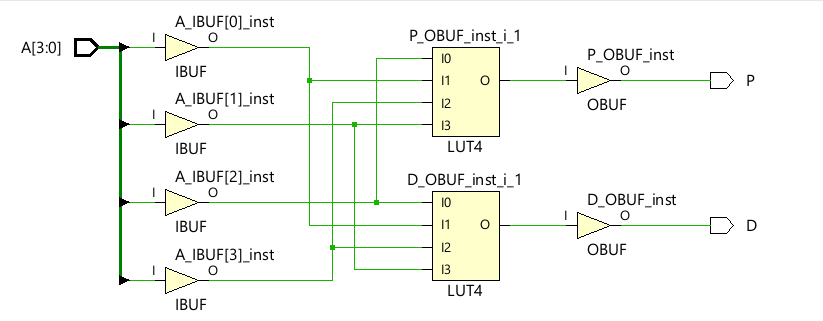 A_IBUF[0]_inst
A[3:0]
I
O
IBUF
A_IBUF[1]_inst
I
O
IBUF
A_IBUF[2]_inst
I
O
IBUF
A_IBUF[3]_inst
I
O
IBUF
P_OBUF_inst_i_1
I0
I1
I2
I3
O
LUT4
D_OBUF_inst_i_1
I0
I1
I2
I3
O
LUT4
P_OBUF_inst
I
O
OBUF
P
D_OBUF_inst
I
O
OBUF
D